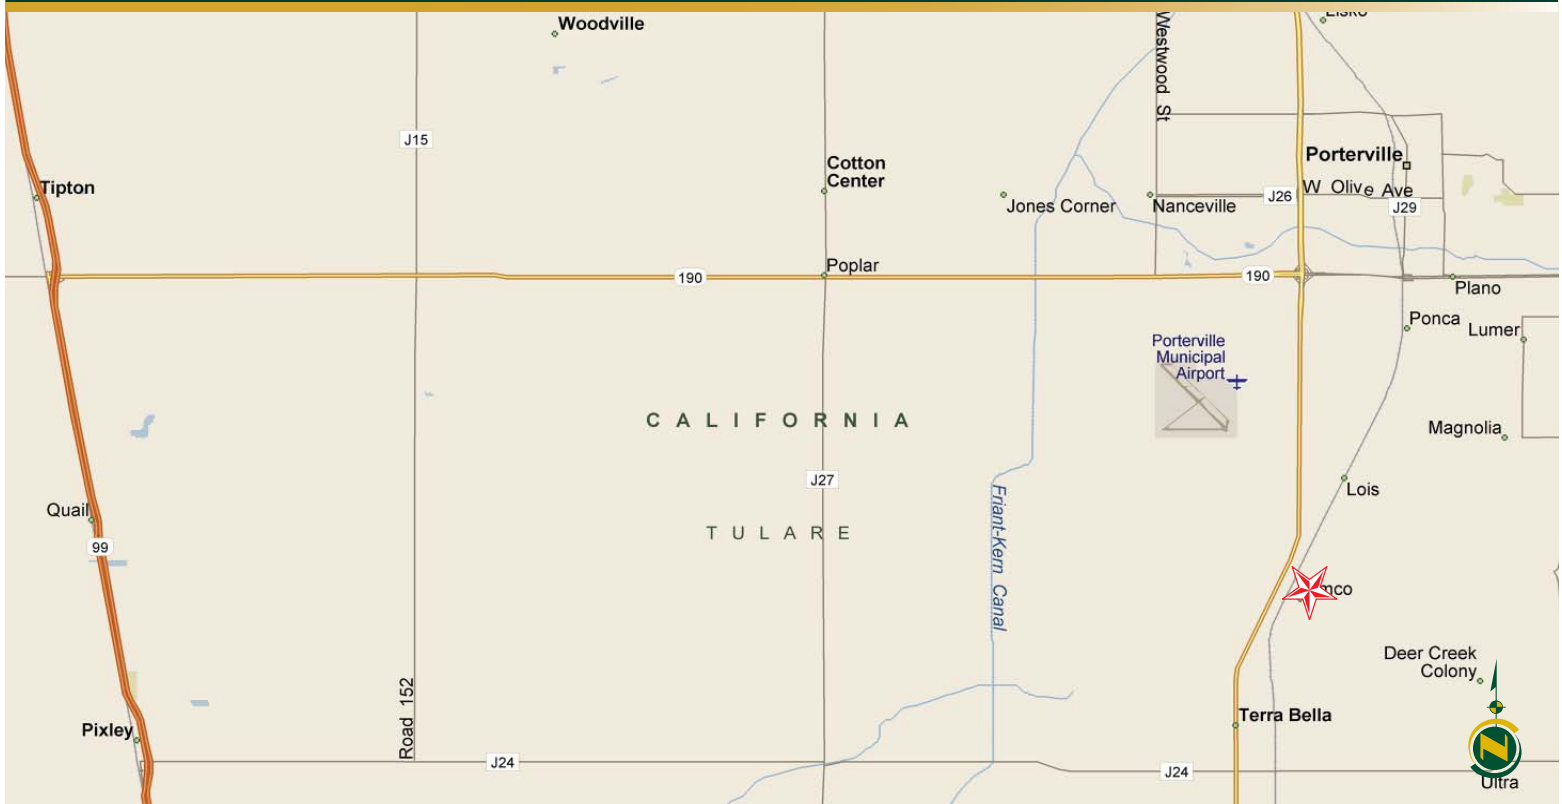 Woodville
Westwood St
J15
Porterville
Cotton
Center
Tipton
W Olive Ave
J26
Jones Corner
Nanceville
J29
Poplar
190
190
Plano
Ponca
Lumer
Porterville
Municipal
Airport
CALIFORNIA
Magnolia
J27
Lois
Quail
Friant-Kern Canal
TULARE
99
Deer Creek
Colony
Road 152
Terra Bella
Pixley
N
J24
J24
Ultra